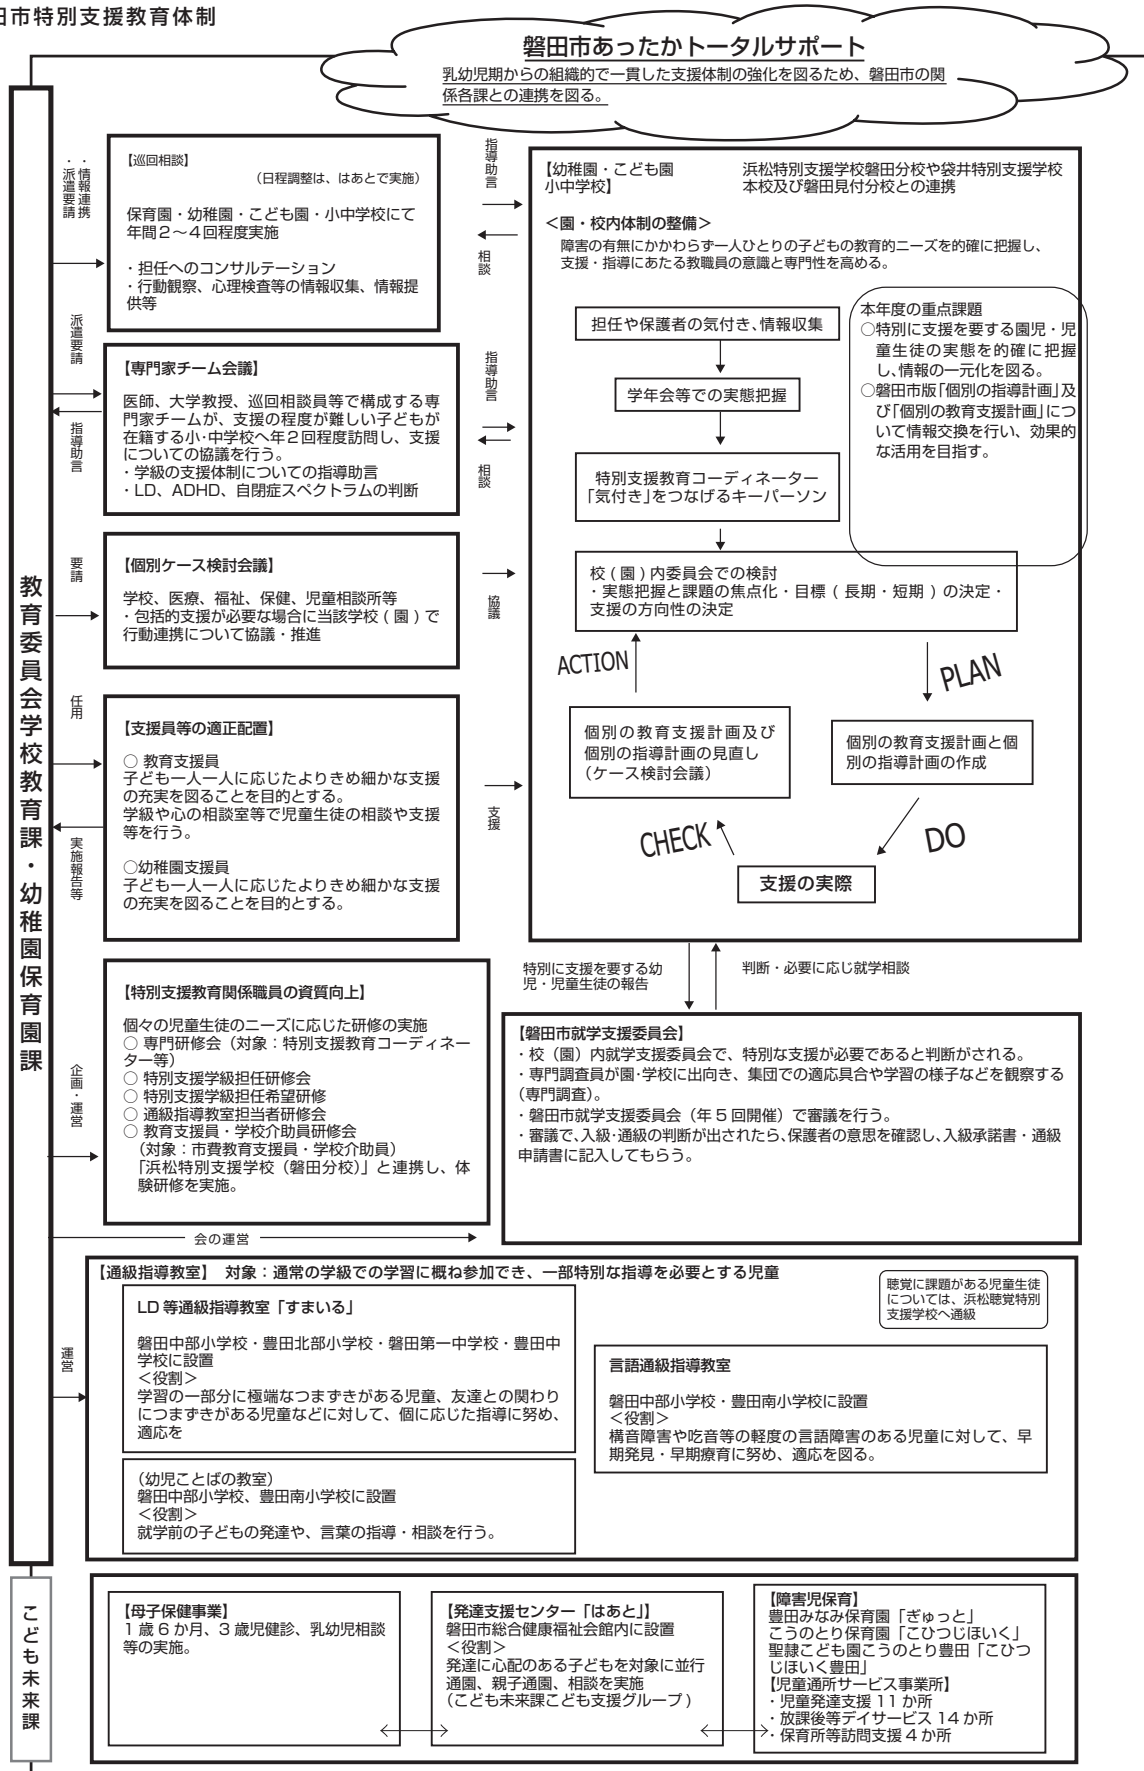 田市特別支援教育体制
磐田市あったかトータルサポート
乳幼児期からの組織的で一貫した支援体制の強化を図るため、磐田市の関
係各課との連携を図る。
教育委員会学校教育課・幼稚園保育園課
・情報連携
・派遣要請
【巡回相談】
（日程調整は、はあとで実施）
保育園・幼稚園・こども園・小中学校にて
年間２～４回程度実施
・担任へのコンサルテーション
・行動観察、心理検査等の情報収集、情報提
供等
指導助言
相談
派遣要請
指導助言
【専門家チーム会議】
医師、大学教授、巡回相談員等で構成する専
門家チームが、支援の程度が難しい子どもが
在籍する小・中学校へ年２回程度訪問し、支援
についての協議を行う。
・学級の支援体制についての指導助言
・LD、ADHD、自閉症スペクトラムの判断
指導助言
相談
要請
【個別ケース検討会議】
学校、医療、福祉、保健、児童相談所等
・包括的支援が必要な場合に当該学校 ( 園 ) で
行動連携について協議・推進
協議
任用
実施報告等
【支援員等の適正配置】
○ 教育支援員
子ども一人一人に応じたよりきめ細かな支援
の充実を図ることを目的とする。
学級や心の相談室等で児童生徒の相談や支援
等を行う。
○幼稚園支援員
子ども一人一人に応じたよりきめ細かな支援
の充実を図ることを目的とする。
支援
【幼稚園・こども園
小中学校】
浜松特別支援学校磐田分校や袋井特別支援学校
本校及び磐田見付分校との連携
＜園・校内体制の整備＞
障害の有無にかかわらず一人ひとりの子どもの教育的ニーズを的確に把握し、
支援・指導にあたる教職員の意識と専門性を高める。
担任や保護者の気付き、情報収集
学年会等での実態把握
特別支援教育コーディネーター
「気付き」をつなげるキーパーソン
本年度の重点課題
○特別に支援を要する園児・児
童生徒の実態を的確に把握
し、情報の一元化を図る。
○磐田市版「個別の指導計画」及
び「個別の教育支援計画」につ
いて情報交換を行い、効果的
な活用を目指す。
校 ( 園 ) 内委員会での検討
・実態把握と課題の焦点化・目標 ( 長期・短期 ) の決定・
支援の方向性の決定
ACTION
PLAN
個別の教育支援計画及び
個別の指導計画の見直し
（ケース検討会議）
個別の教育支援計画と個
別の指導計画の作成
CHECK
DO
支援の実際
特別に支援を要する幼
児・児童生徒の報告
判断・必要に応じ就学相談
企画・運営
【特別支援教育関係職員の資質向上】
個々の児童生徒のニーズに応じた研修の実施
○ 専門研修会（対象：特別支援教育コーディネー
ター等）
○ 特別支援学級担任研修会
○ 特別支援学級担任希望研修
○ 通級指導教室担当者研修会
○ 教育支援員・学校介助員研修会
（対象：市費教育支援員・学校介助員）
「浜松特別支援学校（磐田分校）」と連携し、体
験研修を実施。
【磐田市就学支援委員会】
・校（園）内就学支援委員会で、特別な支援が必要であると判断がされる。
・専門調査員が園・学校に出向き、集団での適応具合や学習の様子などを観察する
（専門調査）。
・磐田市就学支援委員会（年５回開催）で審議を行う。
・審議で、入級・通級の判断が出されたら、保護者の意思を確認し、入級承諾書・通級
申請書に記入してもらう。
会の運営
運営
【通級指導教室】 対象：通常の学級での学習に概ね参加でき、一部特別な指導を必要とする児童
聴覚に課題がある児童生徒
については、浜松聴覚特別
支援学校へ通級
LD 等通級指導教室「すまいる」
磐田中部小学校・豊田北部小学校・磐田第一中学校・豊田中
学校に設置
＜役割＞
学習の一部分に極端なつまずきがある児童、友達との関わり
につまずきがある児童などに対して、個に応じた指導に努め、
適応を
言語通級指導教室
磐田中部小学校・豊田南小学校に設置
＜役割＞
構音障害や吃音等の軽度の言語障害のある児童に対して、早
期発見・早期療育に努め、適応を図る。
（幼児ことばの教室）
磐田中部小学校、豊田南小学校に設置
＜役割＞
就学前の子どもの発達や、言葉の指導・相談を行う。
こども未来課
【母子保健事業】
１歳６か月、３歳児健診、乳幼児相談
等の実施。
【発達支援センター「はあと」】
磐田市総合健康福祉会館内に設置
＜役割＞
発達に心配のある子どもを対象に並行
通園、親子通園、相談を実施
(こども未来課こども支援グループ )
【障害児保育】
豊田みなみ保育園「ぎゅっと」
こうのとり保育園「こひつじほいく」
聖隷こども園こうのとり豊田「こひつ
じほいく豊田」
【児童通所サービス事業所】
・児童発達支援 11 か所
・放課後等デイサービス 14 か所
・保育所等訪問支援 4 か所